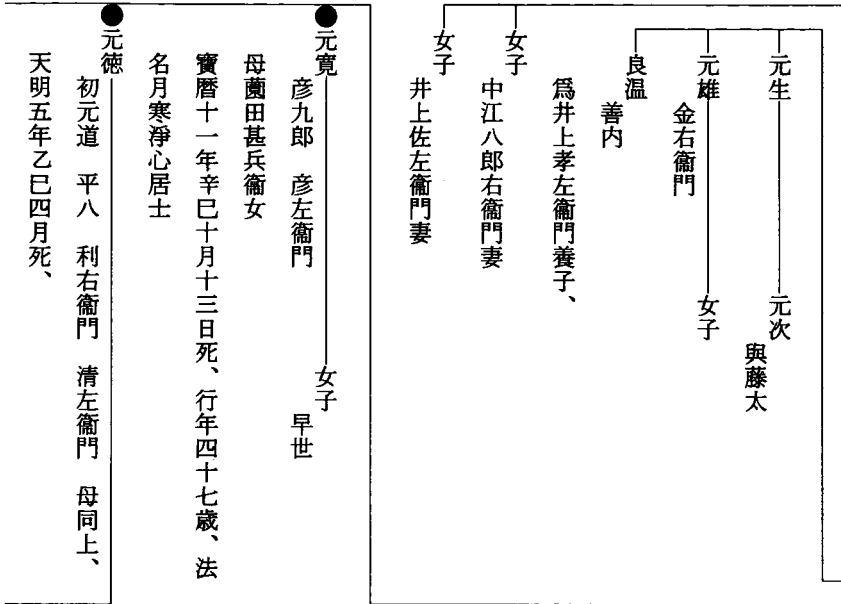 元生
元次
與藤太
元雄
金右衞門
女子
良温
善内
爲井上孝左衞門養子、
女子
中江八郎右衞門妻
女子
井上佐左衞門妻
●元寛
女子
早世
彦九郎　彦左衞門
母薗田甚兵衞女
寶暦十一年辛巳十月十三日死、行年四十七歳、法
名月寒淨心居士
●元徳
初元道　平八　利右衞門　清左衞門　母同上、
天明五年乙巳四月死、